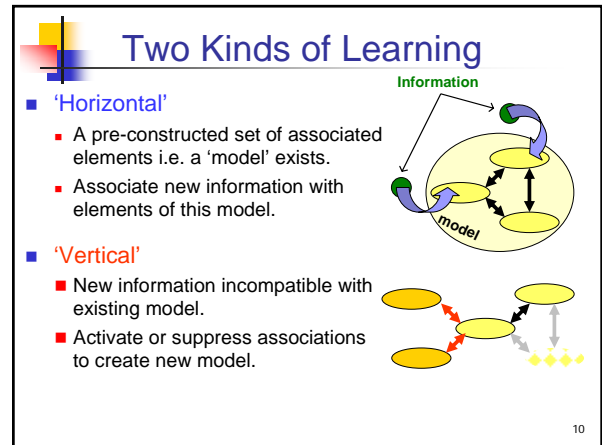 Two Kinds of Learning
Information
‘Horizontal’
A pre-constructed set of associated
elements i.e. a ‘model’ exists.
Associate new information with
elements of this model.
model
‘Vertical’
New information incompatible with
existing model.
Activate or suppress associations
to create new model.
10